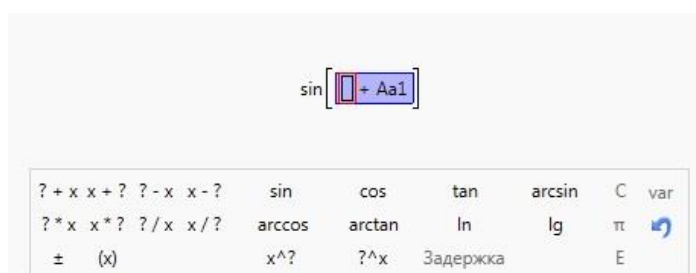 sin[▯ + Aa1]
? + x x + ? ? - x x - ? sin cos tan arcsin C var
? * x x * ? ? / x x / ? arccos arctan ln lg π
± (x) x^? ?^x Задержка E